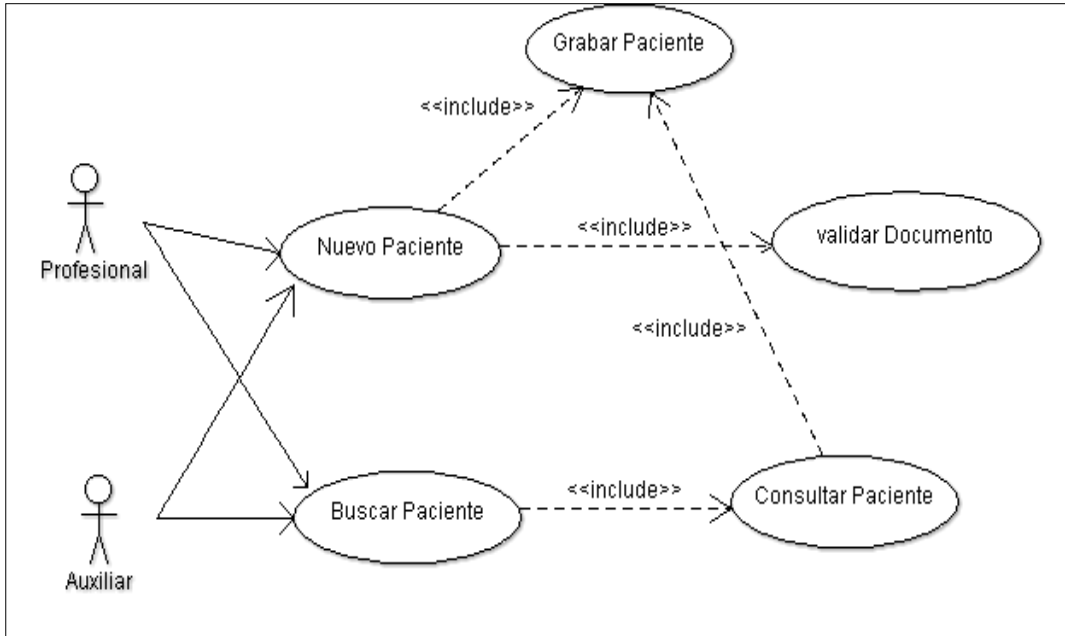 Grabar Paciente
<<include>>
Nuevo Paciente
<<include>>
validar Documento
Profesional
<<include>>
Buscar Paciente
<<include>>
Consultar Paciente
Auxiliar